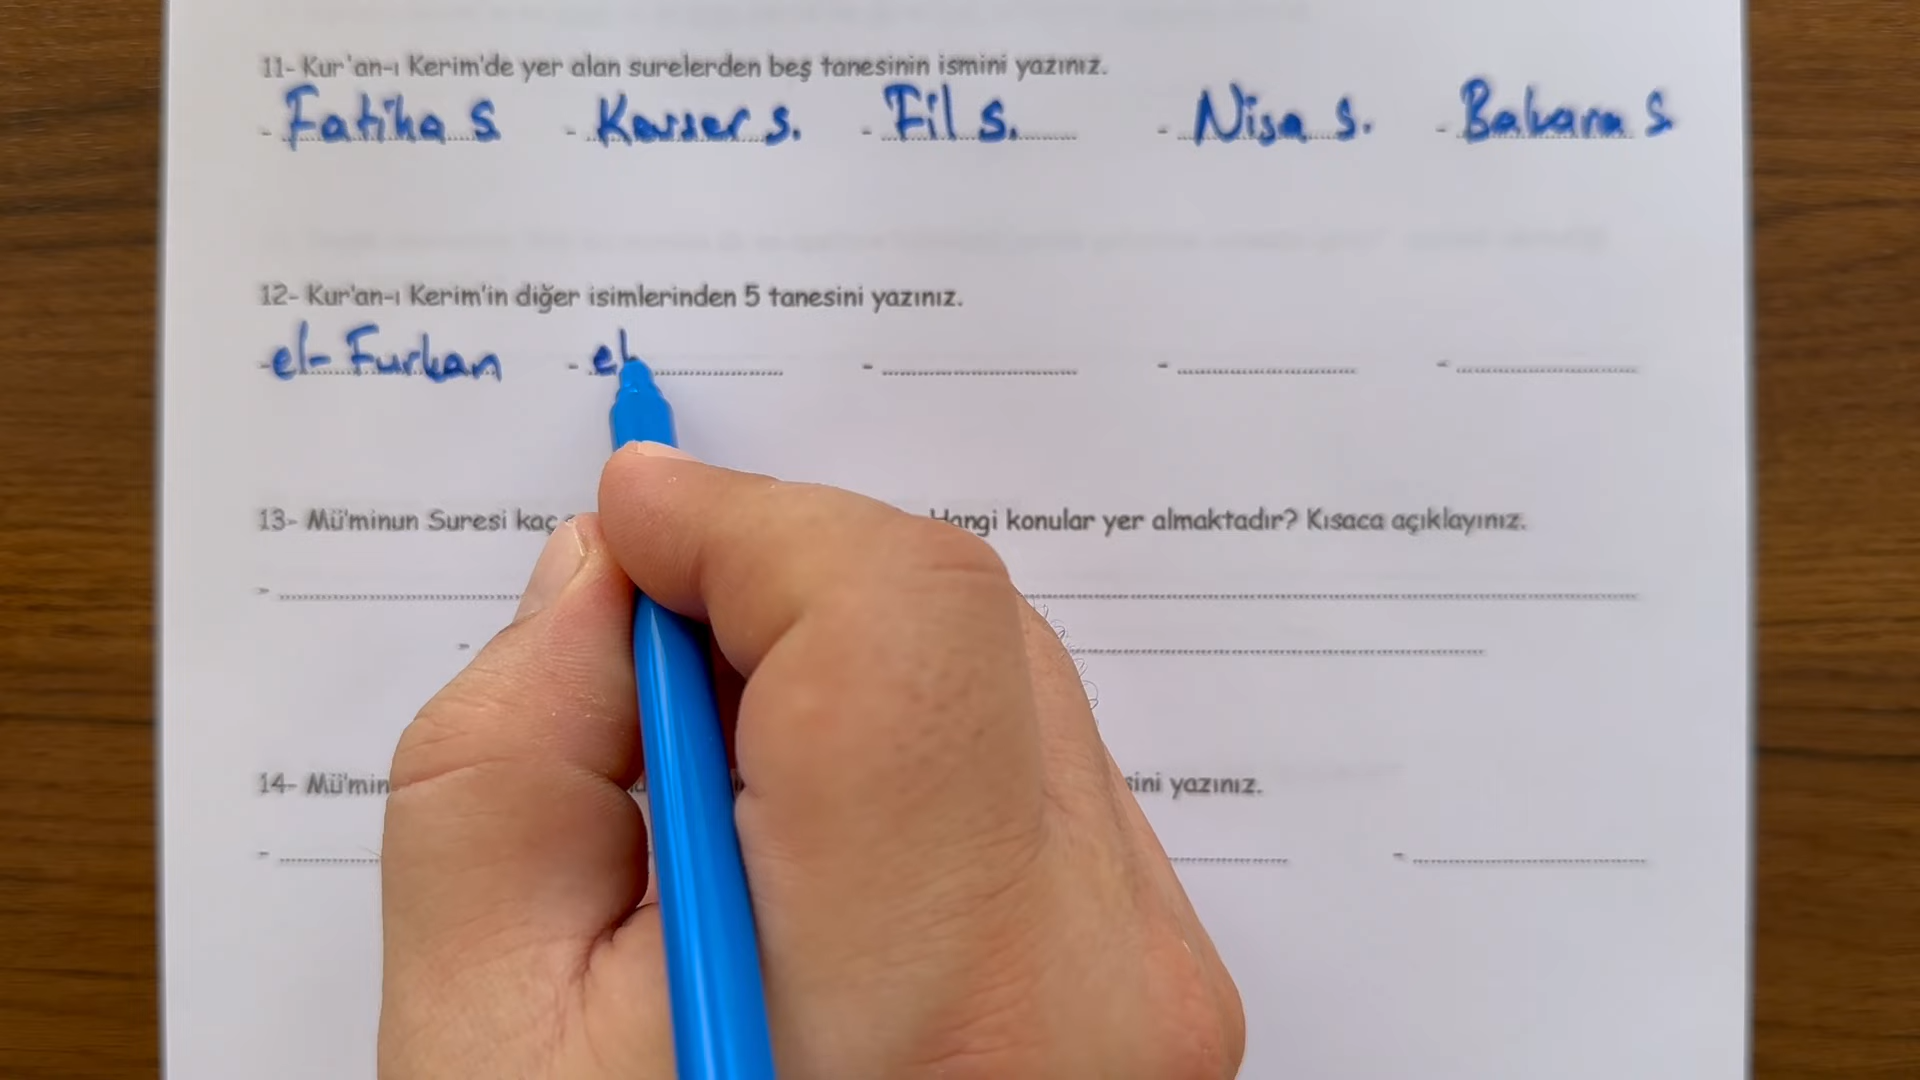 11- Kur'an-ı Kerim'de yer alan surelerden beş tanesinin ismini yazınız.
- Fatiha S - Kevser s. - Fil s. - Nisa s. - Bakara S
12- Kur'an-ı Kerim'in diğer isimlerinden 5 tanesini yazınız.
- el-Furkan - el - - -
13- Mü'minun Suresi kaç Hangi konular yer almaktadır? Kısaca açıklayınız.
14- Mü'min sini yazınız.